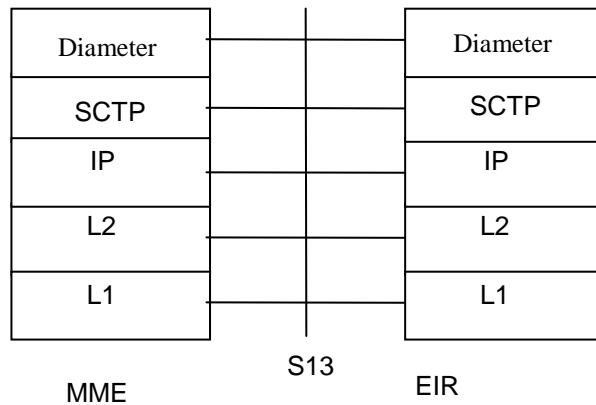 Diameter
SCTP
IP
L2
L1
Diameter
SCTP
IP
L2
L1
S13
MME
EIR